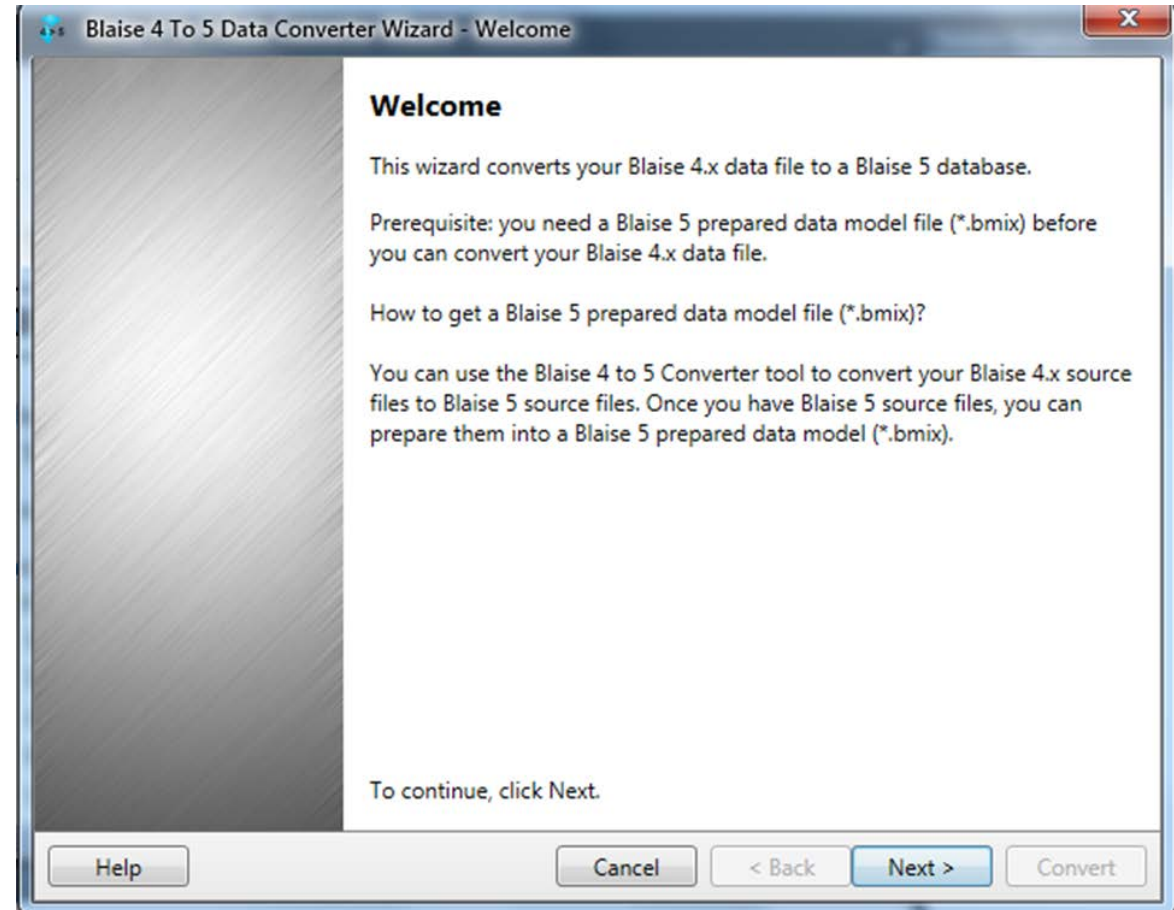 Blaise 4 To 5 Data Converter Wizard - Welcome
Welcome
This wizard converts your Blaise 4.x data file to a Blaise 5 database.
Prerequisite: you need a Blaise 5 prepared data model file (*.bmix) before
you can convert your Blaise 4.x data file.
How to get a Blaise 5 prepared data model file (*.bmix)?
You can use the Blaise 4 to 5 Converter tool to convert your Blaise 4.x source
files to Blaise 5 source files. Once you have Blaise 5 source files, you can
prepare them into a Blaise 5 prepared data model (*.bmix).
To continue, click Next.
Help Cancel < Back Next > Convert